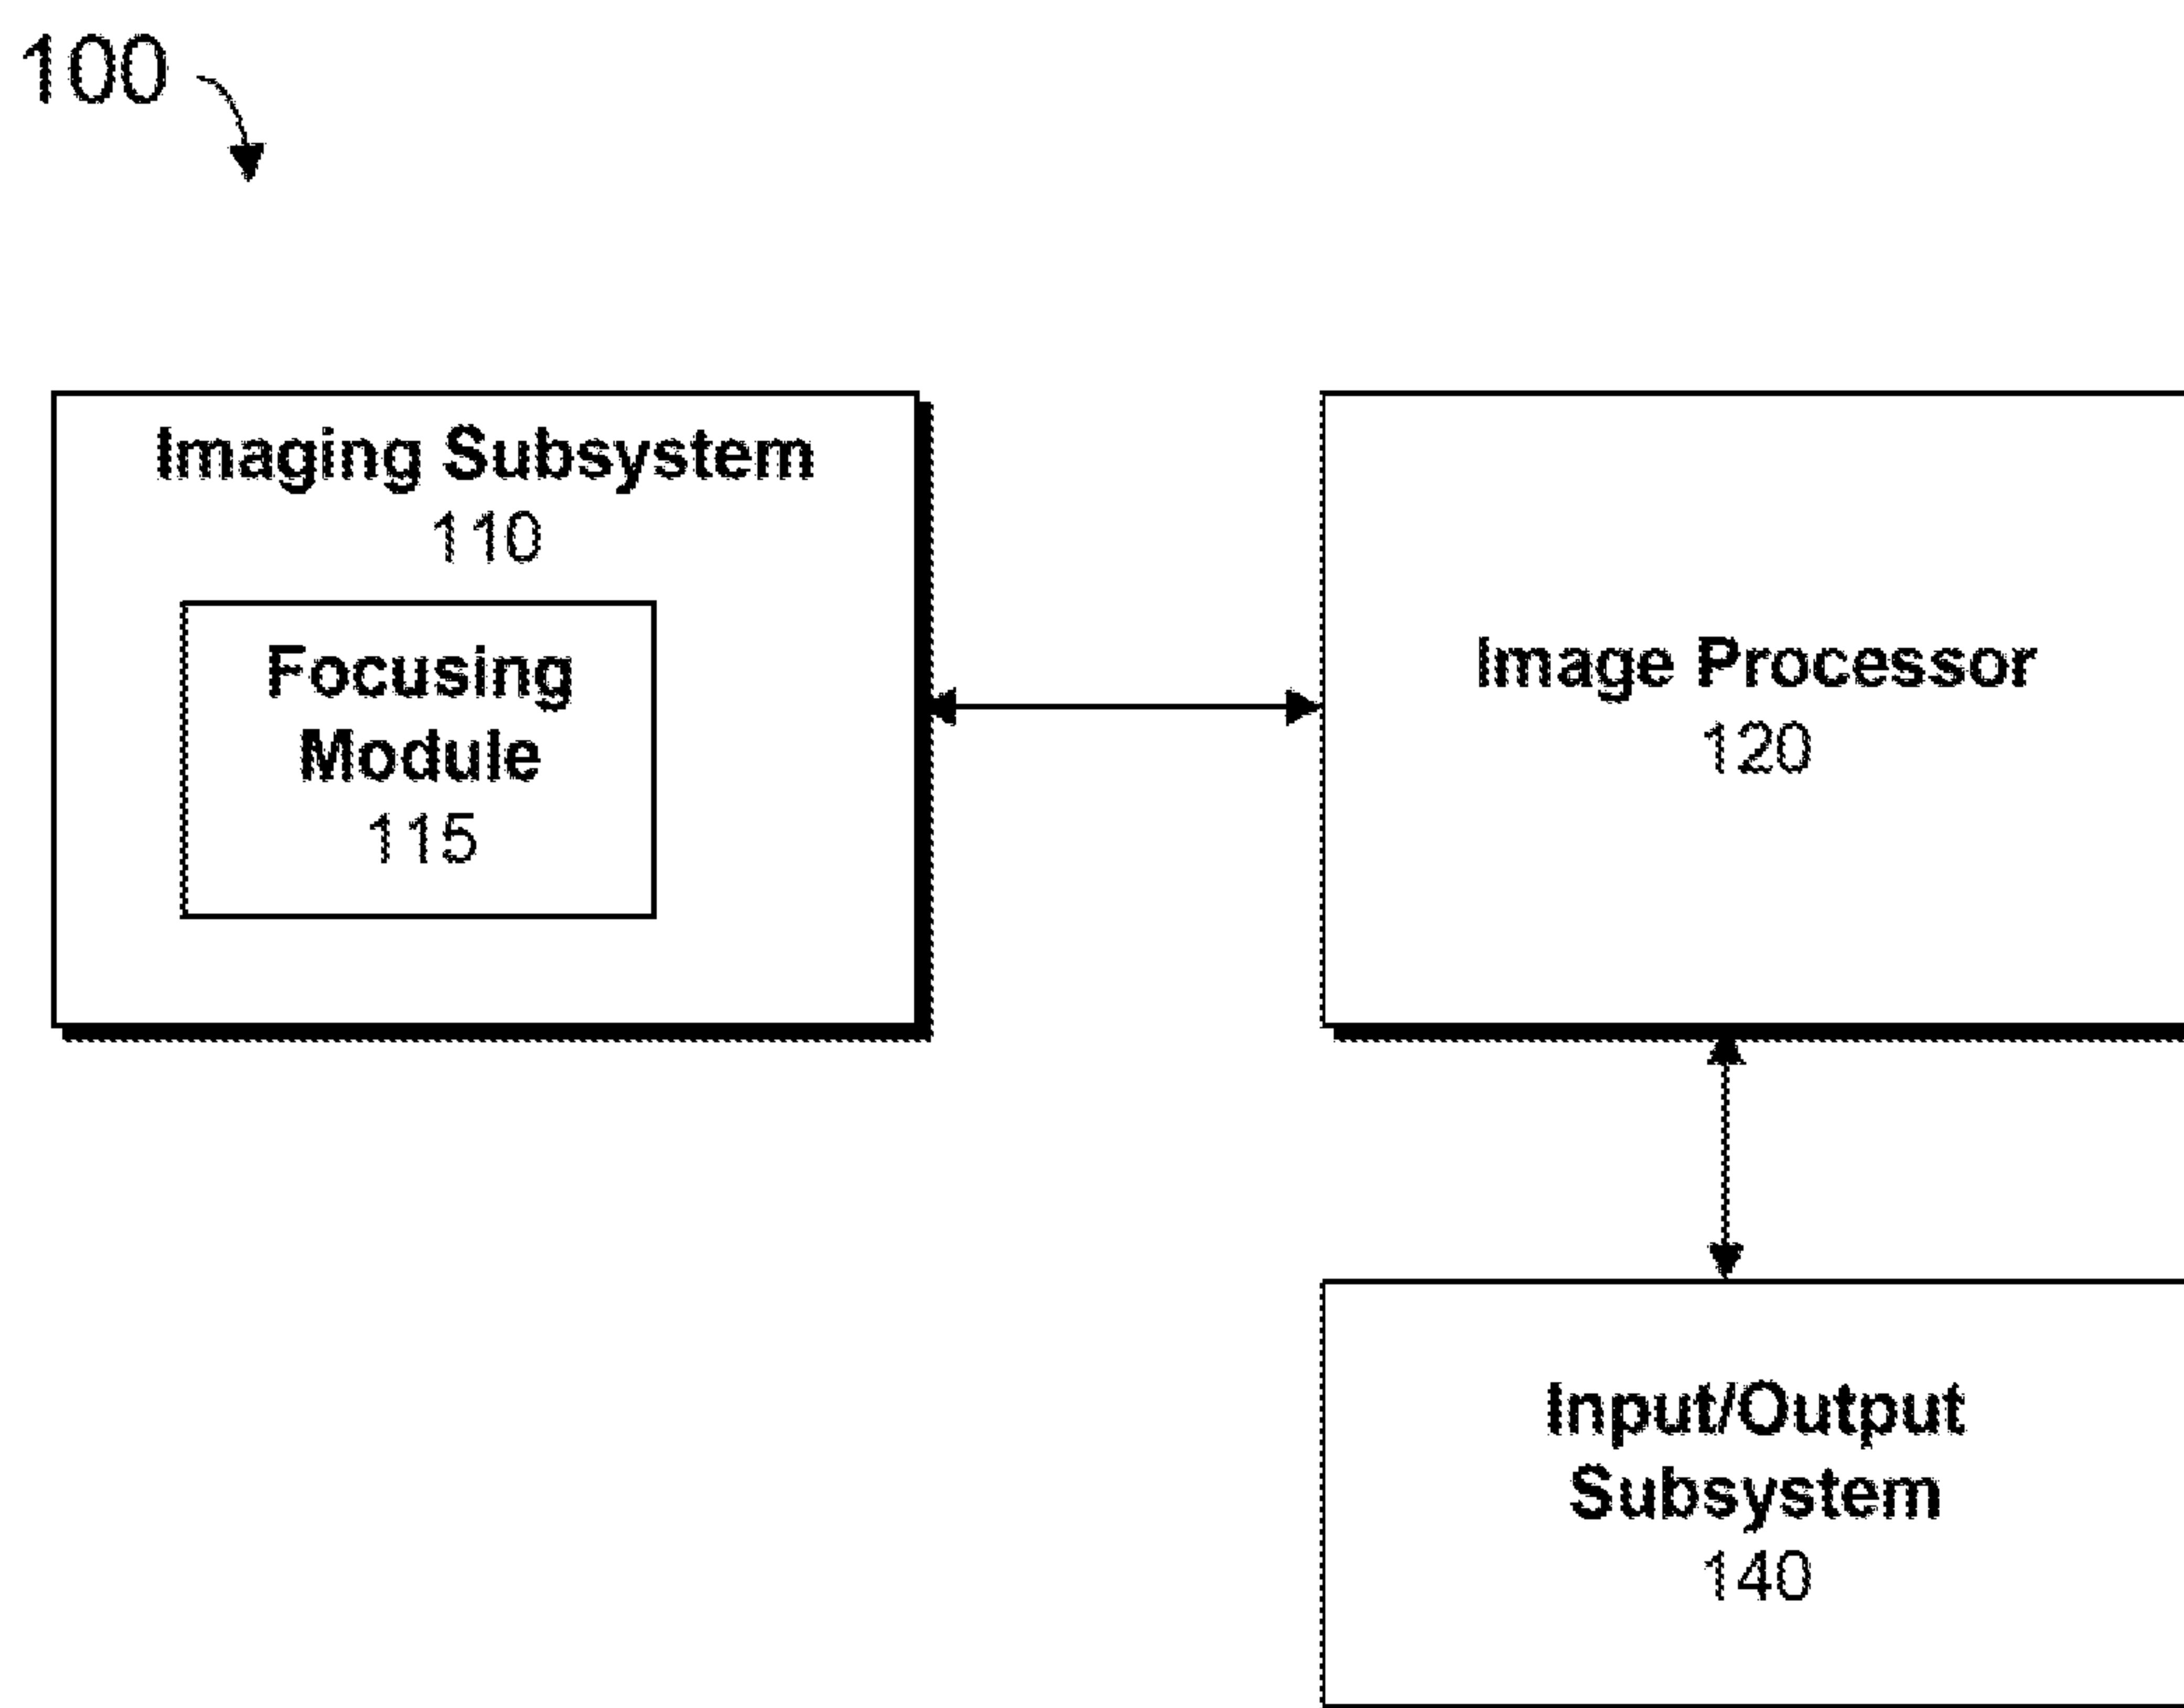 100
Imaging Subsystem
110
Focusing
Module
115
Image Processor
120
Input/Output
Subsystem
140